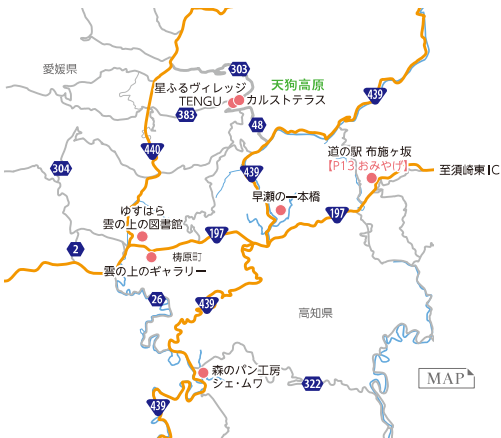 303
愛媛県
天狗高原
星ふるヴィレッジ
TENGU
カルストテラス
38
439
383
48
道の駅 布施ヶ坂
【P13 おみやげ】
至須崎東IC
440
304
439
早瀬の一本橋
ゆすはら
雲の上の図書館
197
197
2
梼原町
雲の上のギャラリー
26
439
高知県
森のパン工房
シェ・ムワ
322
MAP
439